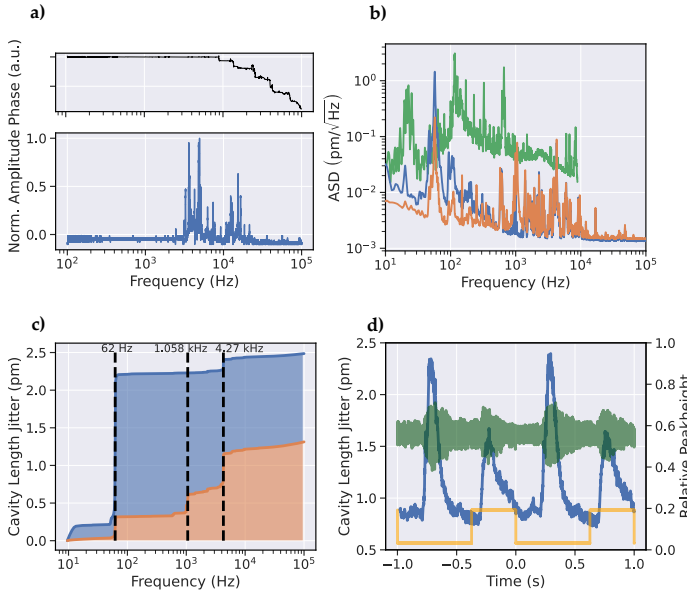 a)
b)
Norm. Amplitude Phase (a.u.)
1.0
0.5
0.0
10² 10³ 10⁴ 10⁵
Frequency (Hz)
ASD (pm/√Hz)
10⁰
10⁻¹
10⁻²
10⁻³
10¹ 10² 10³ 10⁴ 10⁵
Frequency (Hz)
c)
d)
Cavity Length Jitter (pm)
2.5
2.0
1.5
1.0
0.5
0.0
62 Hz 1.058 kHz 4.27 kHz
10¹ 10² 10³ 10⁴ 10⁵
Frequency (Hz)
Cavity Length Jitter (pm)
2.5
2.0
1.5
1.0
0.5
−1.0 −0.5 0.0 0.5 1.0
Time (s)
1.0
0.8
0.6
0.4
0.2
0.0
Relative Peakheight